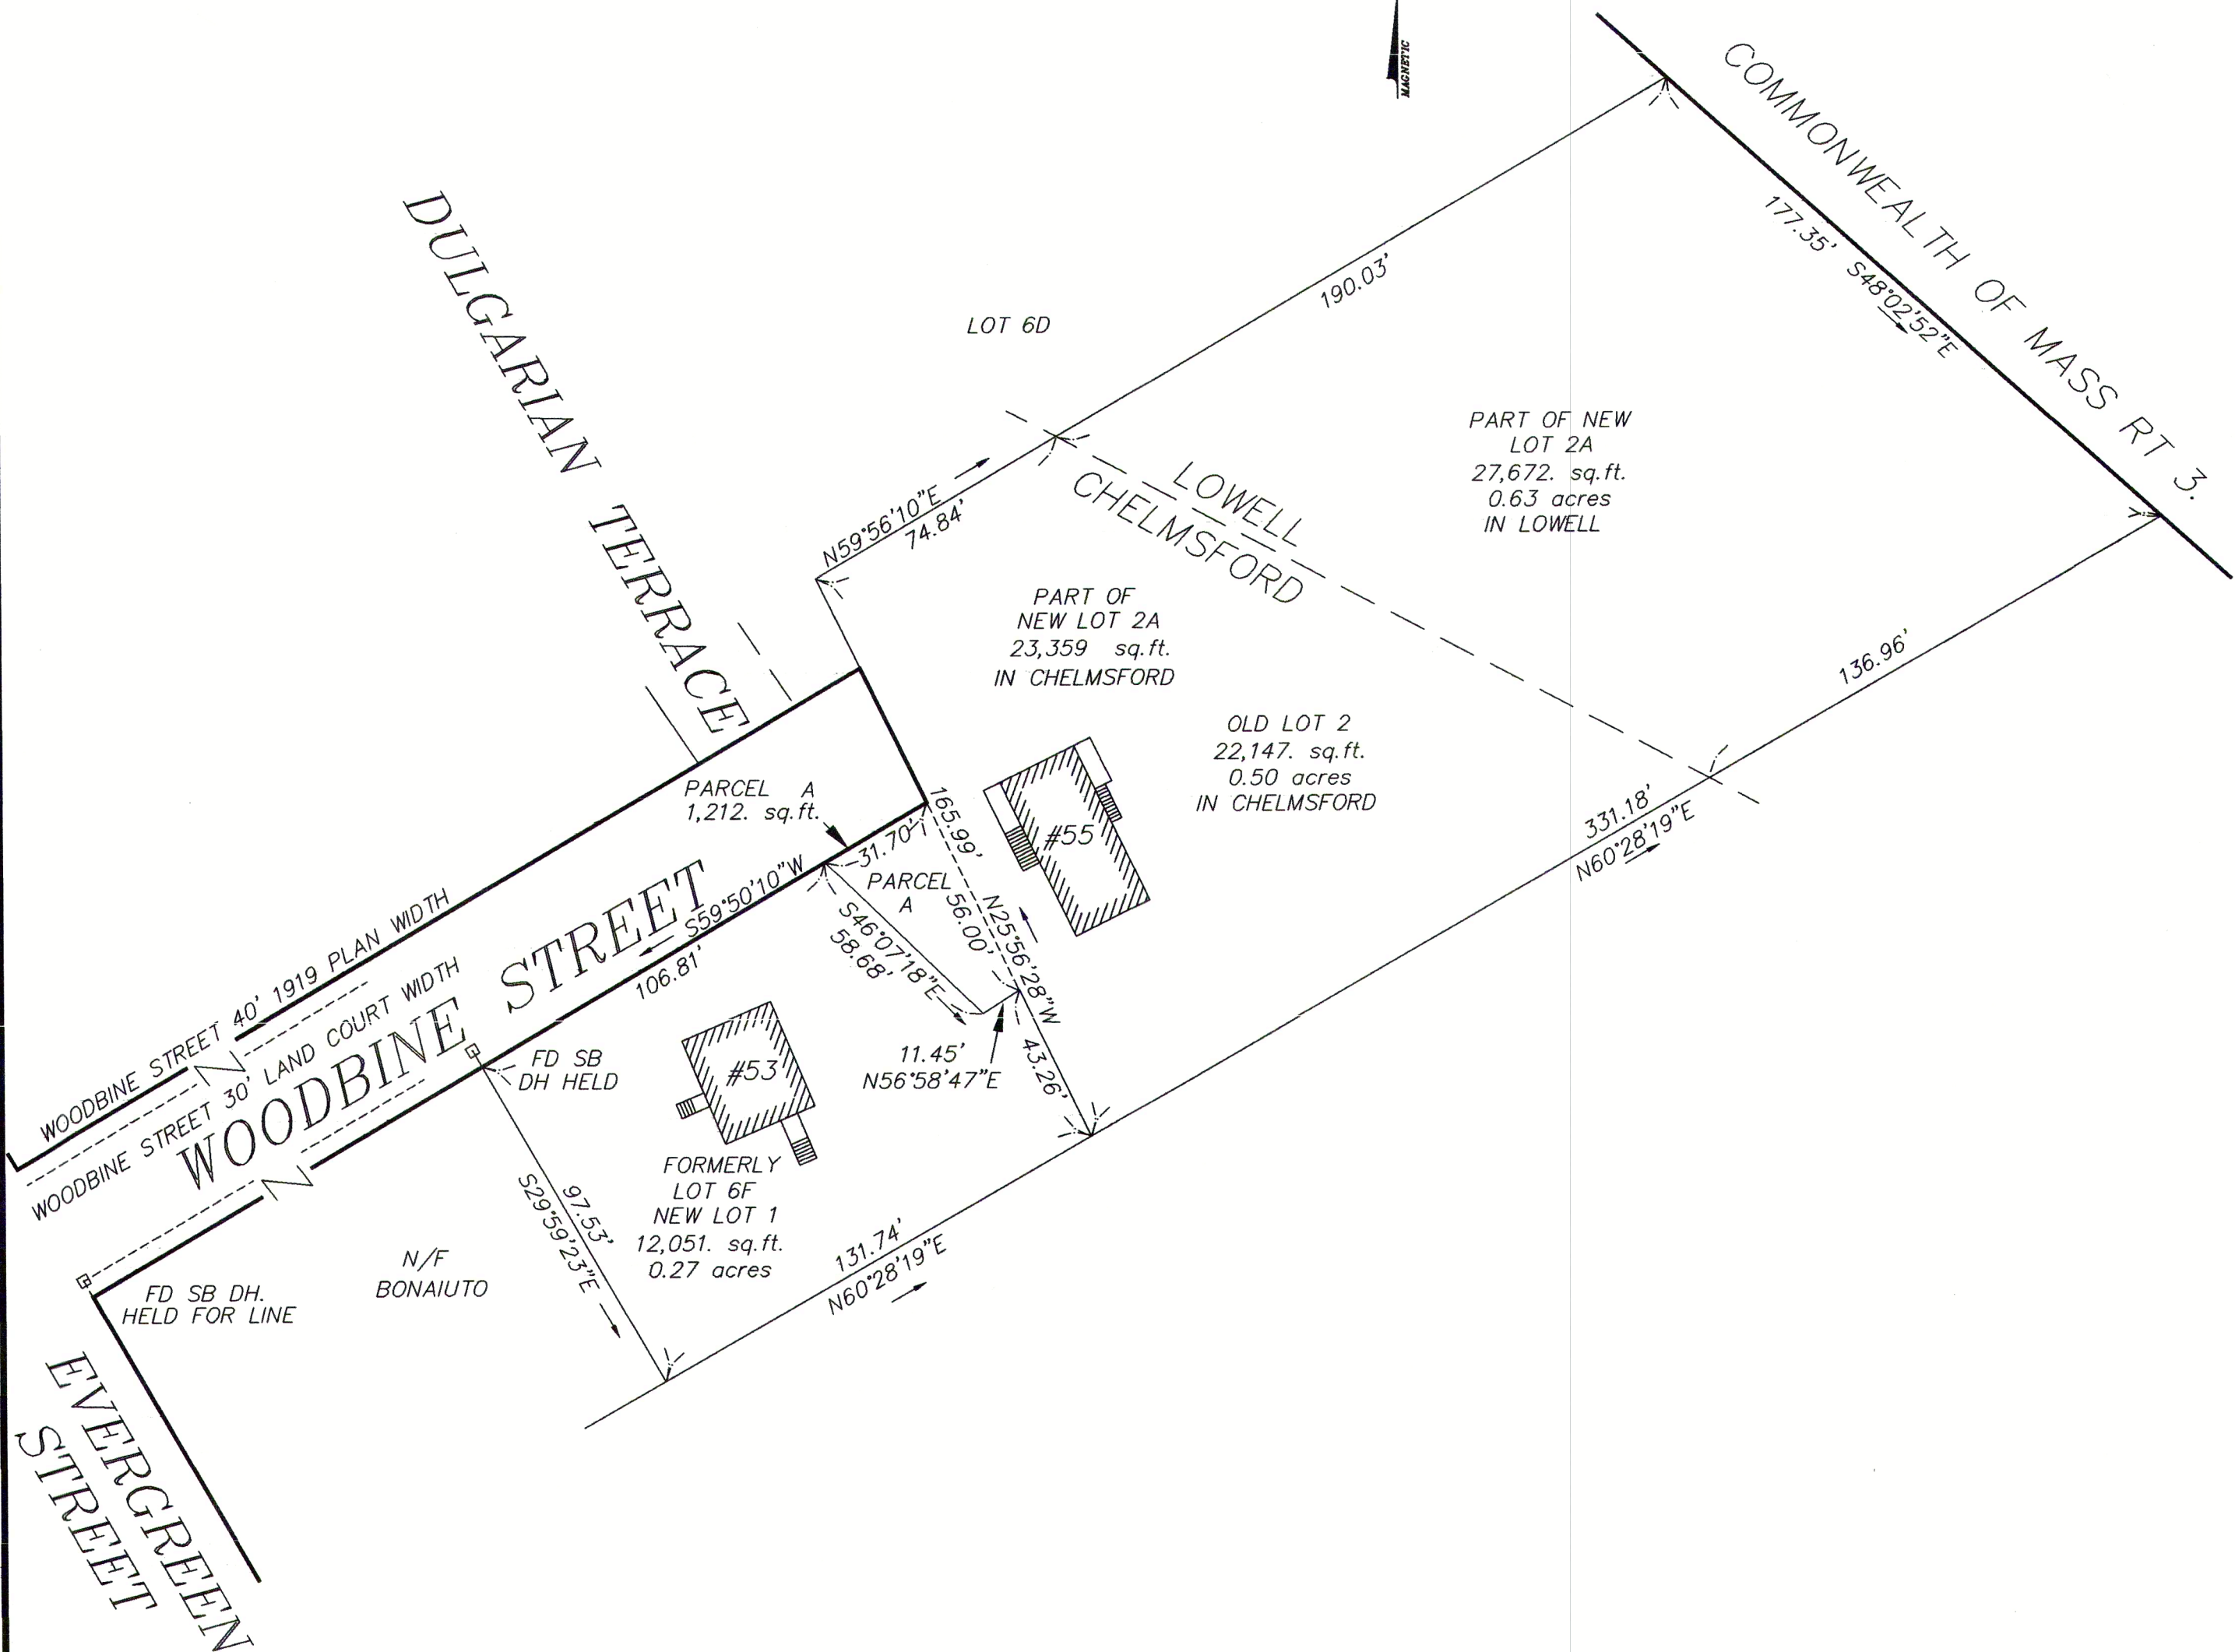 MAGNETIC
COMMONWEALTH OF MASS RT 3.
177.35' S48°02'52"E
190.03'
LOT 6D
DULGARIAN TERRACE
N59°56'10"E
74.84'
LOWELL
CHELMSFORD
PART OF NEW
LOT 2A
27,672. sq.ft.
0.63 acres
IN LOWELL
PART OF
NEW LOT 2A
23,359 sq.ft.
IN CHELMSFORD
OLD LOT 2
22,147. sq.ft.
0.50 acres
IN CHELMSFORD
136.96'
331.18'
N60°28'19"E
PARCEL A
1,212. sq.ft.
165.99'
N25°56'28"W
56.00'
43.26'
#55
31.70'
PARCEL
A
S46°07'18"E
58.68'
11.45'
N56°58'47"E
S59°50'10"W
106.81'
WOODBINE STREET 40' 1919 PLAN WIDTH
WOODBINE STREET 30' LAND COURT WIDTH
WOODBINE STREET
FD SB
DH HELD
#53
FORMERLY
LOT 6F
NEW LOT 1
12,051. sq.ft.
0.27 acres
97.53'
S29°59'23"E
131.74'
N60°28'19"E
N/F
BONAIUTO
FD SB DH.
HELD FOR LINE
EVERGREEN
STREET